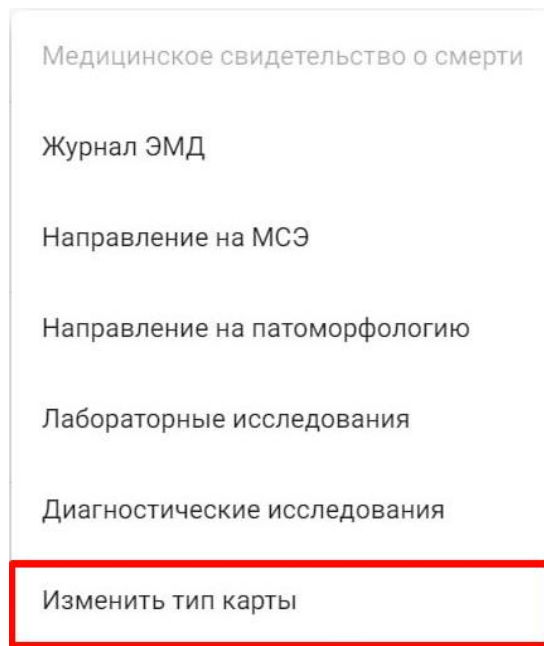 Медицинское свидетельство о смерти
Журнал ЭМД
Направление на МСЭ
Направление на патоморфологию
Лабораторные исследования
Диагностические исследования
Изменить тип карты